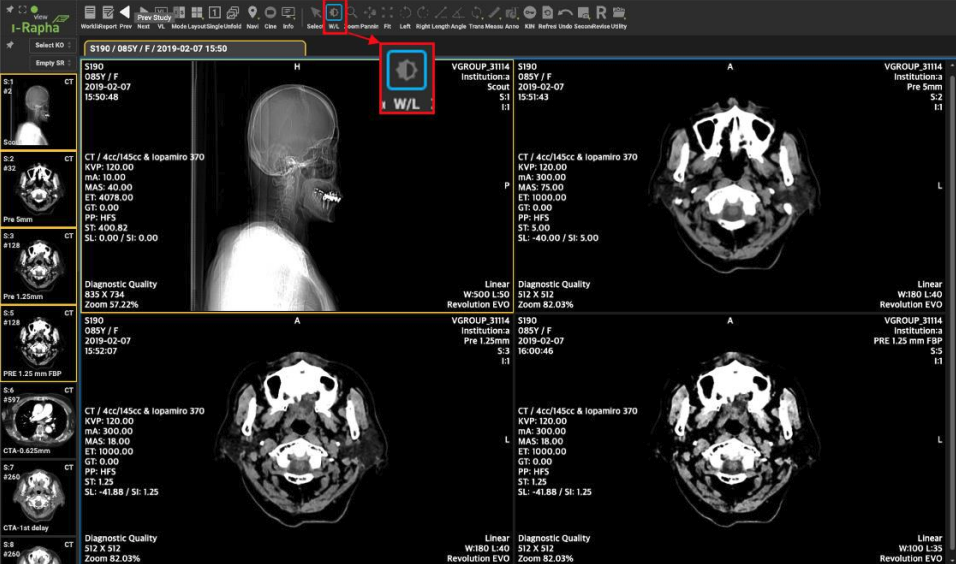 view
i-Rapha
Prev Study
Report Prev Next VL Mode Layout Single Unfold Navi Cine Info Select W/L Zoom Fit Left Right Length Angle Trans Measu Anno KIN Refres Undo Utility
W/L
Select KO
Empty SR
S190 / 085Y / F / 2019-02-07 15:50
S:1 CT
#2
S:2 CT
#32
Pre 5mm
S:3 CT
#128
Pre 1.25mm
S:5 CT
#128
PRE 1.25 mm FBP
S:6 CT
#597
CTA-0.625mm
S:7 CT
#260
CTA-1st delay
S:8 CT
#260
S190
085Y / F
2019-02-07
15:50:48
H
VGROUP_31114
Institution:a
Scout
S:1
I:1
CT / 4cc/145cc & Iopamiro 370
KVP: 120.00
mA: 10.00
MAS: 40.00
ET: 4078.00
GT: 0.00
PP: HFS
ST: 400.82
SL: 0.00 / SI: 0.00
P
Diagnostic Quality
835 X 734
Zoom 57.22%
Linear
W:500 L:50
Revolution EVO
S190
085Y / F
2019-02-07
15:51:43
A
VGROUP_31114
Institution:a
Pre 5mm
S:2
I:1
CT / 4cc/145cc & Iopamiro 370
KVP: 120.00
mA: 300.00
MAS: 75.00
ET: 1000.00
GT: 0.00
PP: HFS
ST: 5.00
SL: -40.00 / SI: 5.00
L
Diagnostic Quality
512 X 512
Zoom 82.03%
Linear
W:180 L:40
Revolution EVO
S190
085Y / F
2019-02-07
15:52:07
A
VGROUP_31114
Institution:a
Pre 1.25mm
S:3
I:1
CT / 4cc/145cc & Iopamiro 370
KVP: 120.00
mA: 300.00
MAS: 18.00
ET: 1000.00
GT: 0.00
PP: HFS
ST: 1.25
SL: -41.88 / SI: 1.25
L
Diagnostic Quality
512 X 512
Zoom 82.03%
Linear
W:180 L:40
Revolution EVO
S190
085Y / F
2019-02-07
16:00:46
A
VGROUP_31114
Institution:a
PRE 1.25 mm FBP
S:5
I:1
CT / 4cc/145cc & Iopamiro 370
KVP: 120.00
mA: 300.00
MAS: 18.00
ET: 1000.00
GT: 0.00
PP: HFS
ST: 1.25
SL: -41.88 / SI: 1.25
L
Diagnostic Quality
512 X 512
Zoom 82.03%
Linear
W:100 L:35
Revolution EVO